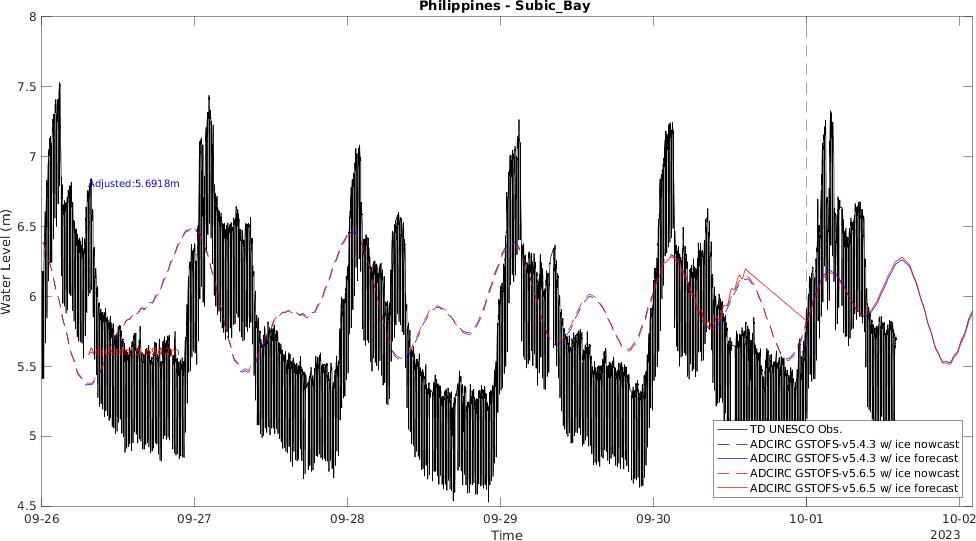 Philippines - Subic_Bay
Water Level (m)
8
7.5
7
6.5
6
5.5
5
4.5
Adjusted:5.6918m
TD UNESCO Obs.
ADCIRC GSTOFS-v5.4.3 w/ ice nowcast
ADCIRC GSTOFS-v5.4.3 w/ ice forecast
ADCIRC GSTOFS-v5.6.5 w/ ice nowcast
ADCIRC GSTOFS-v5.6.5 w/ ice forecast
09-26
09-27
09-28
09-29
09-30
10-01
10-02
Time
2023